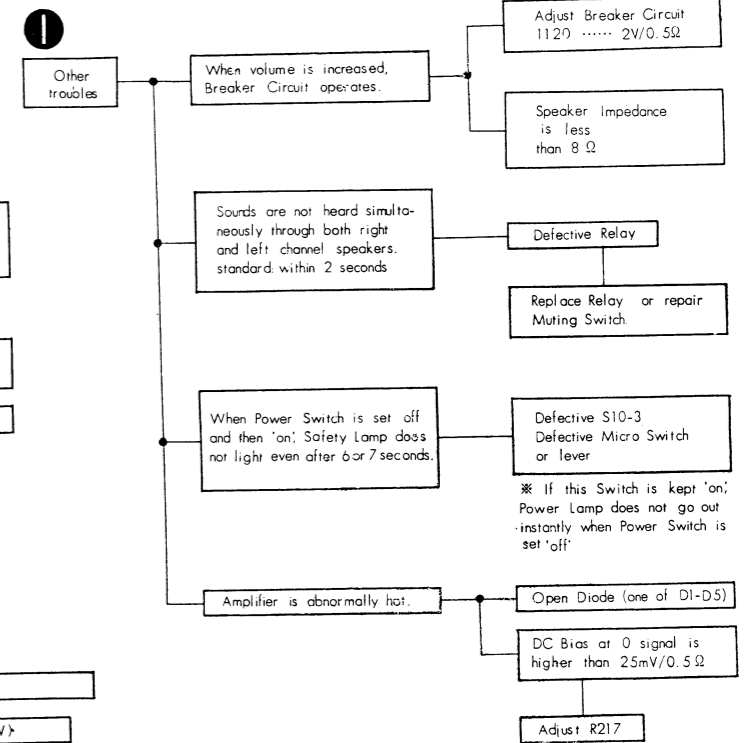 Other
troubles
When volume is increased,
Breaker Circuit operates.
Adjust Breaker Circuit
1120 ······ 2V/0.5Ω
Speaker Impedance
is less
than 8 Ω
Sounds are not heard simulta-
neously through both right
and left channel speakers.
standard: within 2 seconds
Defective Relay
Replace Relay or repair
Muting Switch.
When Power Switch is set off
and then 'on', Safety Lamp does
not light even after 6 or 7 seconds.
Defective S10-3
Defective Micro Switch
or lever
※ If this Switch is kept 'on',
Power Lamp does not go out
instantly when Power Switch is
set 'off'
Amplifier is abnormally hot.
Open Diode (one of D1-D5)
DC Bias at 0 signal is
higher than 25mV/0.5Ω
Adjust R217